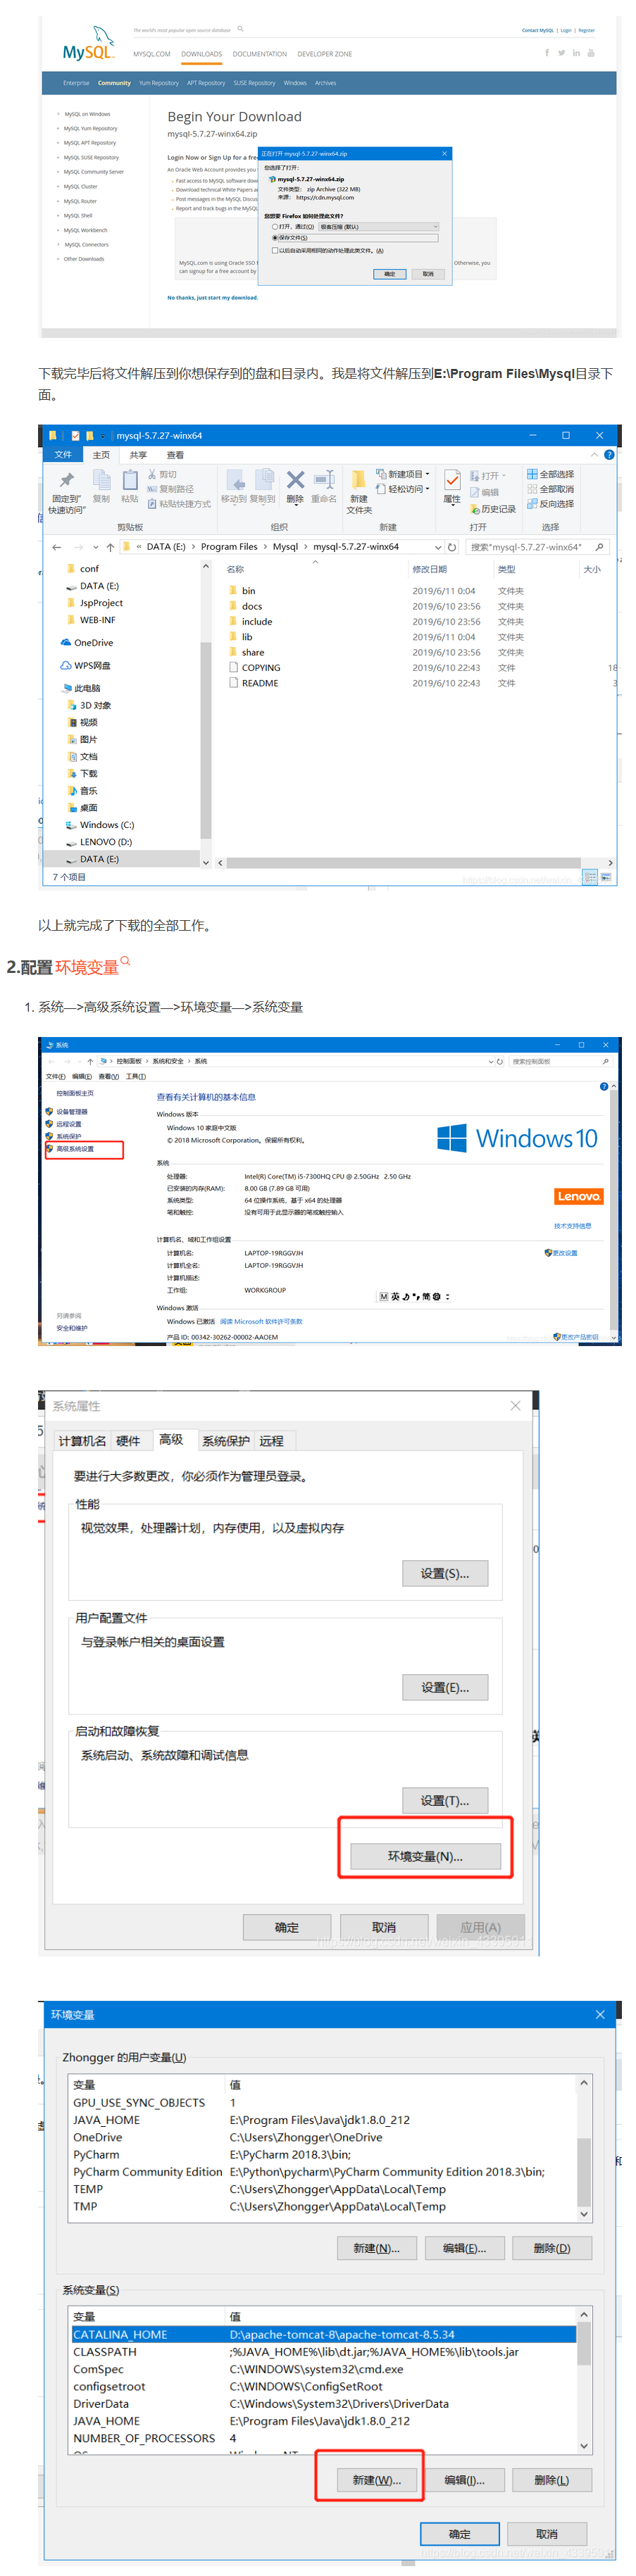 The world's most popular open source database
Contact MySQL | Login | Register
MySQL
MYSQL.COM DOWNLOADS DOCUMENTATION DEVELOPER ZONE
Enterprise Community Yum Repository APT Repository SUSE Repository Windows Archives
MySQL on Windows
MySQL Yum Repository
MySQL APT Repository
MySQL SUSE Repository
MySQL Community Server
MySQL Cluster
MySQL Router
MySQL Shell
MySQL Workbench
MySQL Connectors
Other Downloads
Begin Your Download
mysql-5.7.27-winx64.zip
Login Now or Sign Up for a fre
An Oracle Web Account provides you
Fast access to MySQL software dow
Download technical White Papers a
Post messages in the MySQL Discus
Report and track bugs in the MySQL
MySQL.com is using Oracle SSO
can signup for a free account by
Otherwise, you
No thanks, just start my download.
正在打开 mysql-5.7.27-winx64.zip
您选择了打开:
mysql-5.7.27-winx64.zip
文件类型: zip Archive (322 MB)
来源: https://cdn.mysql.com
您想要 Firefox 如何处理此文件?
打开,通过(O) 极客压缩 (默认)
保存文件(S)
以后自动采用相同的动作处理此类文件。(A)
确定 取消
下载完毕后将文件解压到你想保存到的盘和目录内。我是将文件解压到E:\Program Files\Mysql目录下
面。
mysql-5.7.27-winx64
文件 主页 共享 查看
固定到"快速访问"
复制
粘贴
剪切
复制路径
粘贴快捷方式
移动到 复制到 删除 重命名
新建文件夹
新建项目
轻松访问
属性
打开
编辑
历史记录
全部选择
全部取消
反向选择
剪贴板 组织 新建 打开 选择
« DATA (E:) > Program Files > Mysql > mysql-5.7.27-winx64
搜索"mysql-5.7.27-winx64"
conf
DATA (E:)
JspProject
WEB-INF
OneDrive
WPS网盘
此电脑
3D 对象
视频
图片
文档
下载
音乐
桌面
Windows (C:)
LENOVO (D:)
DATA (E:)
名称 修改日期 类型 大小
bin 2019/6/11 0:04 文件夹
docs 2019/6/10 23:56 文件夹
include 2019/6/10 23:56 文件夹
lib 2019/6/11 0:04 文件夹
share 2019/6/10 23:56 文件夹
COPYING 2019/6/10 22:43 文件 18
README 2019/6/10 22:43 文件 3
7 个项目
以上就完成了下载的全部工作。
2.配置环境变量
1. 系统—>高级系统设置—>环境变量—>系统变量
系统
控制面板 > 系统和安全 > 系统
搜索控制面板
文件(F) 编辑(E) 查看(V) 工具(T)
控制面板主页
设备管理器
远程设置
系统保护
高级系统设置
另请参阅
安全和维护
查看有关计算机的基本信息
Windows 版本
Windows 10 家庭中文版
© 2018 Microsoft Corporation。保留所有权利。
Windows 10
系统
处理器: Intel(R) Core(TM) i5-7300HQ CPU @ 2.50GHz 2.50 GHz
已安装的内存(RAM): 8.00 GB (7.89 GB 可用)
系统类型: 64 位操作系统,基于 x64 的处理器
笔和触控: 没有可用于此显示器的笔或触控输入
Lenovo
技术支持信息
计算机名、域和工作组设置
计算机名: LAPTOP-19RGGVJH
更改设置
计算机全名: LAPTOP-19RGGVJH
计算机描述:
工作组: WORKGROUP
M 英 简
Windows 激活
Windows 已激活 阅读 Microsoft 软件许可条款
产品 ID: 00342-30262-00002-AAOEM
更改产品密钥
系统属性
计算机名 硬件 高级 系统保护 远程
要进行大多数更改,你必须作为管理员登录。
性能
视觉效果,处理器计划,内存使用,以及虚拟内存
设置(S)...
用户配置文件
与登录帐户相关的桌面设置
设置(E)...
启动和故障恢复
系统启动、系统故障和调试信息
设置(T)...
环境变量(N)...
确定 取消 应用(A)
环境变量
Zhongger 的用户变量(U)
变量 值
GPU_USE_SYNC_OBJECTS 1
JAVA_HOME E:\Program Files\Java\jdk1.8.0_212
OneDrive C:\Users\Zhongger\OneDrive
PyCharm E:\PyCharm 2018.3\bin;
PyCharm Community Edition E:\Python\pycharm\PyCharm Community Edition 2018.3\bin;
TEMP C:\Users\Zhongger\AppData\Local\Temp
TMP C:\Users\Zhongger\AppData\Local\Temp
新建(N)... 编辑(E)... 删除(D)
系统变量(S)
变量 值
CATALINA_HOME D:\apache-tomcat-8\apache-tomcat-8.5.34
CLASSPATH ;%JAVA_HOME%\lib\dt.jar;%JAVA_HOME%\lib\tools.jar
ComSpec C:\WINDOWS\system32\cmd.exe
configsetroot C:\WINDOWS\ConfigSetRoot
DriverData C:\Windows\System32\Drivers\DriverData
JAVA_HOME E:\Program Files\Java\jdk1.8.0_212
NUMBER_OF_PROCESSORS 4
新建(W)... 编辑(I)... 删除(L)
确定 取消